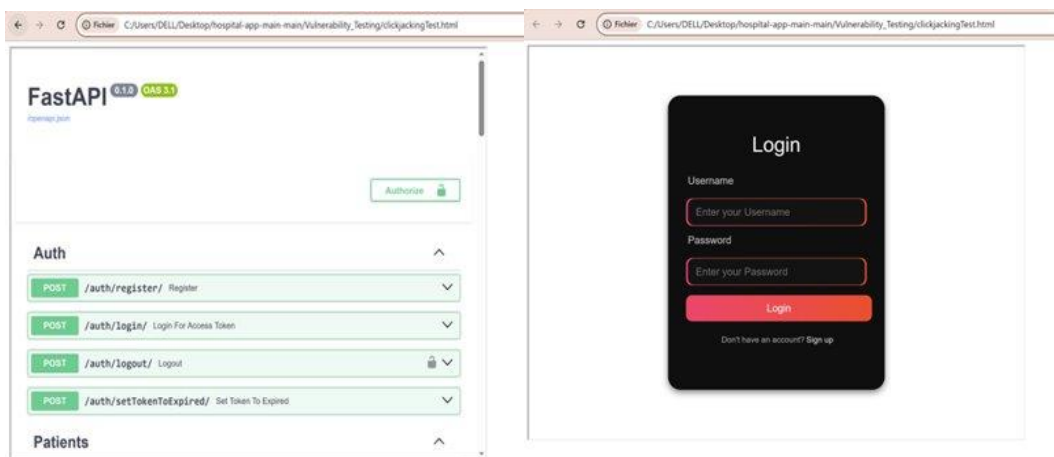 Fichier C:/Users/DELL/Desktop/hospital-app-main-main/Vulnerability_Testing/clickjackingTest.html
FastAPI 0.1.0 OAS 3.1
/openapi.json
Authorize
Auth
POST /auth/register/ Register
POST /auth/login/ Login For Access Token
POST /auth/logout/ Logout
POST /auth/setTokenToExpired/ Set Token To Expired
Patients
Fichier C:/Users/DELL/Desktop/hospital-app-main-main/Vulnerability_Testing/clickjackingTest.html
Login
Username
Enter your Username
Password
Enter your Password
Login
Don't have an account? Sign up